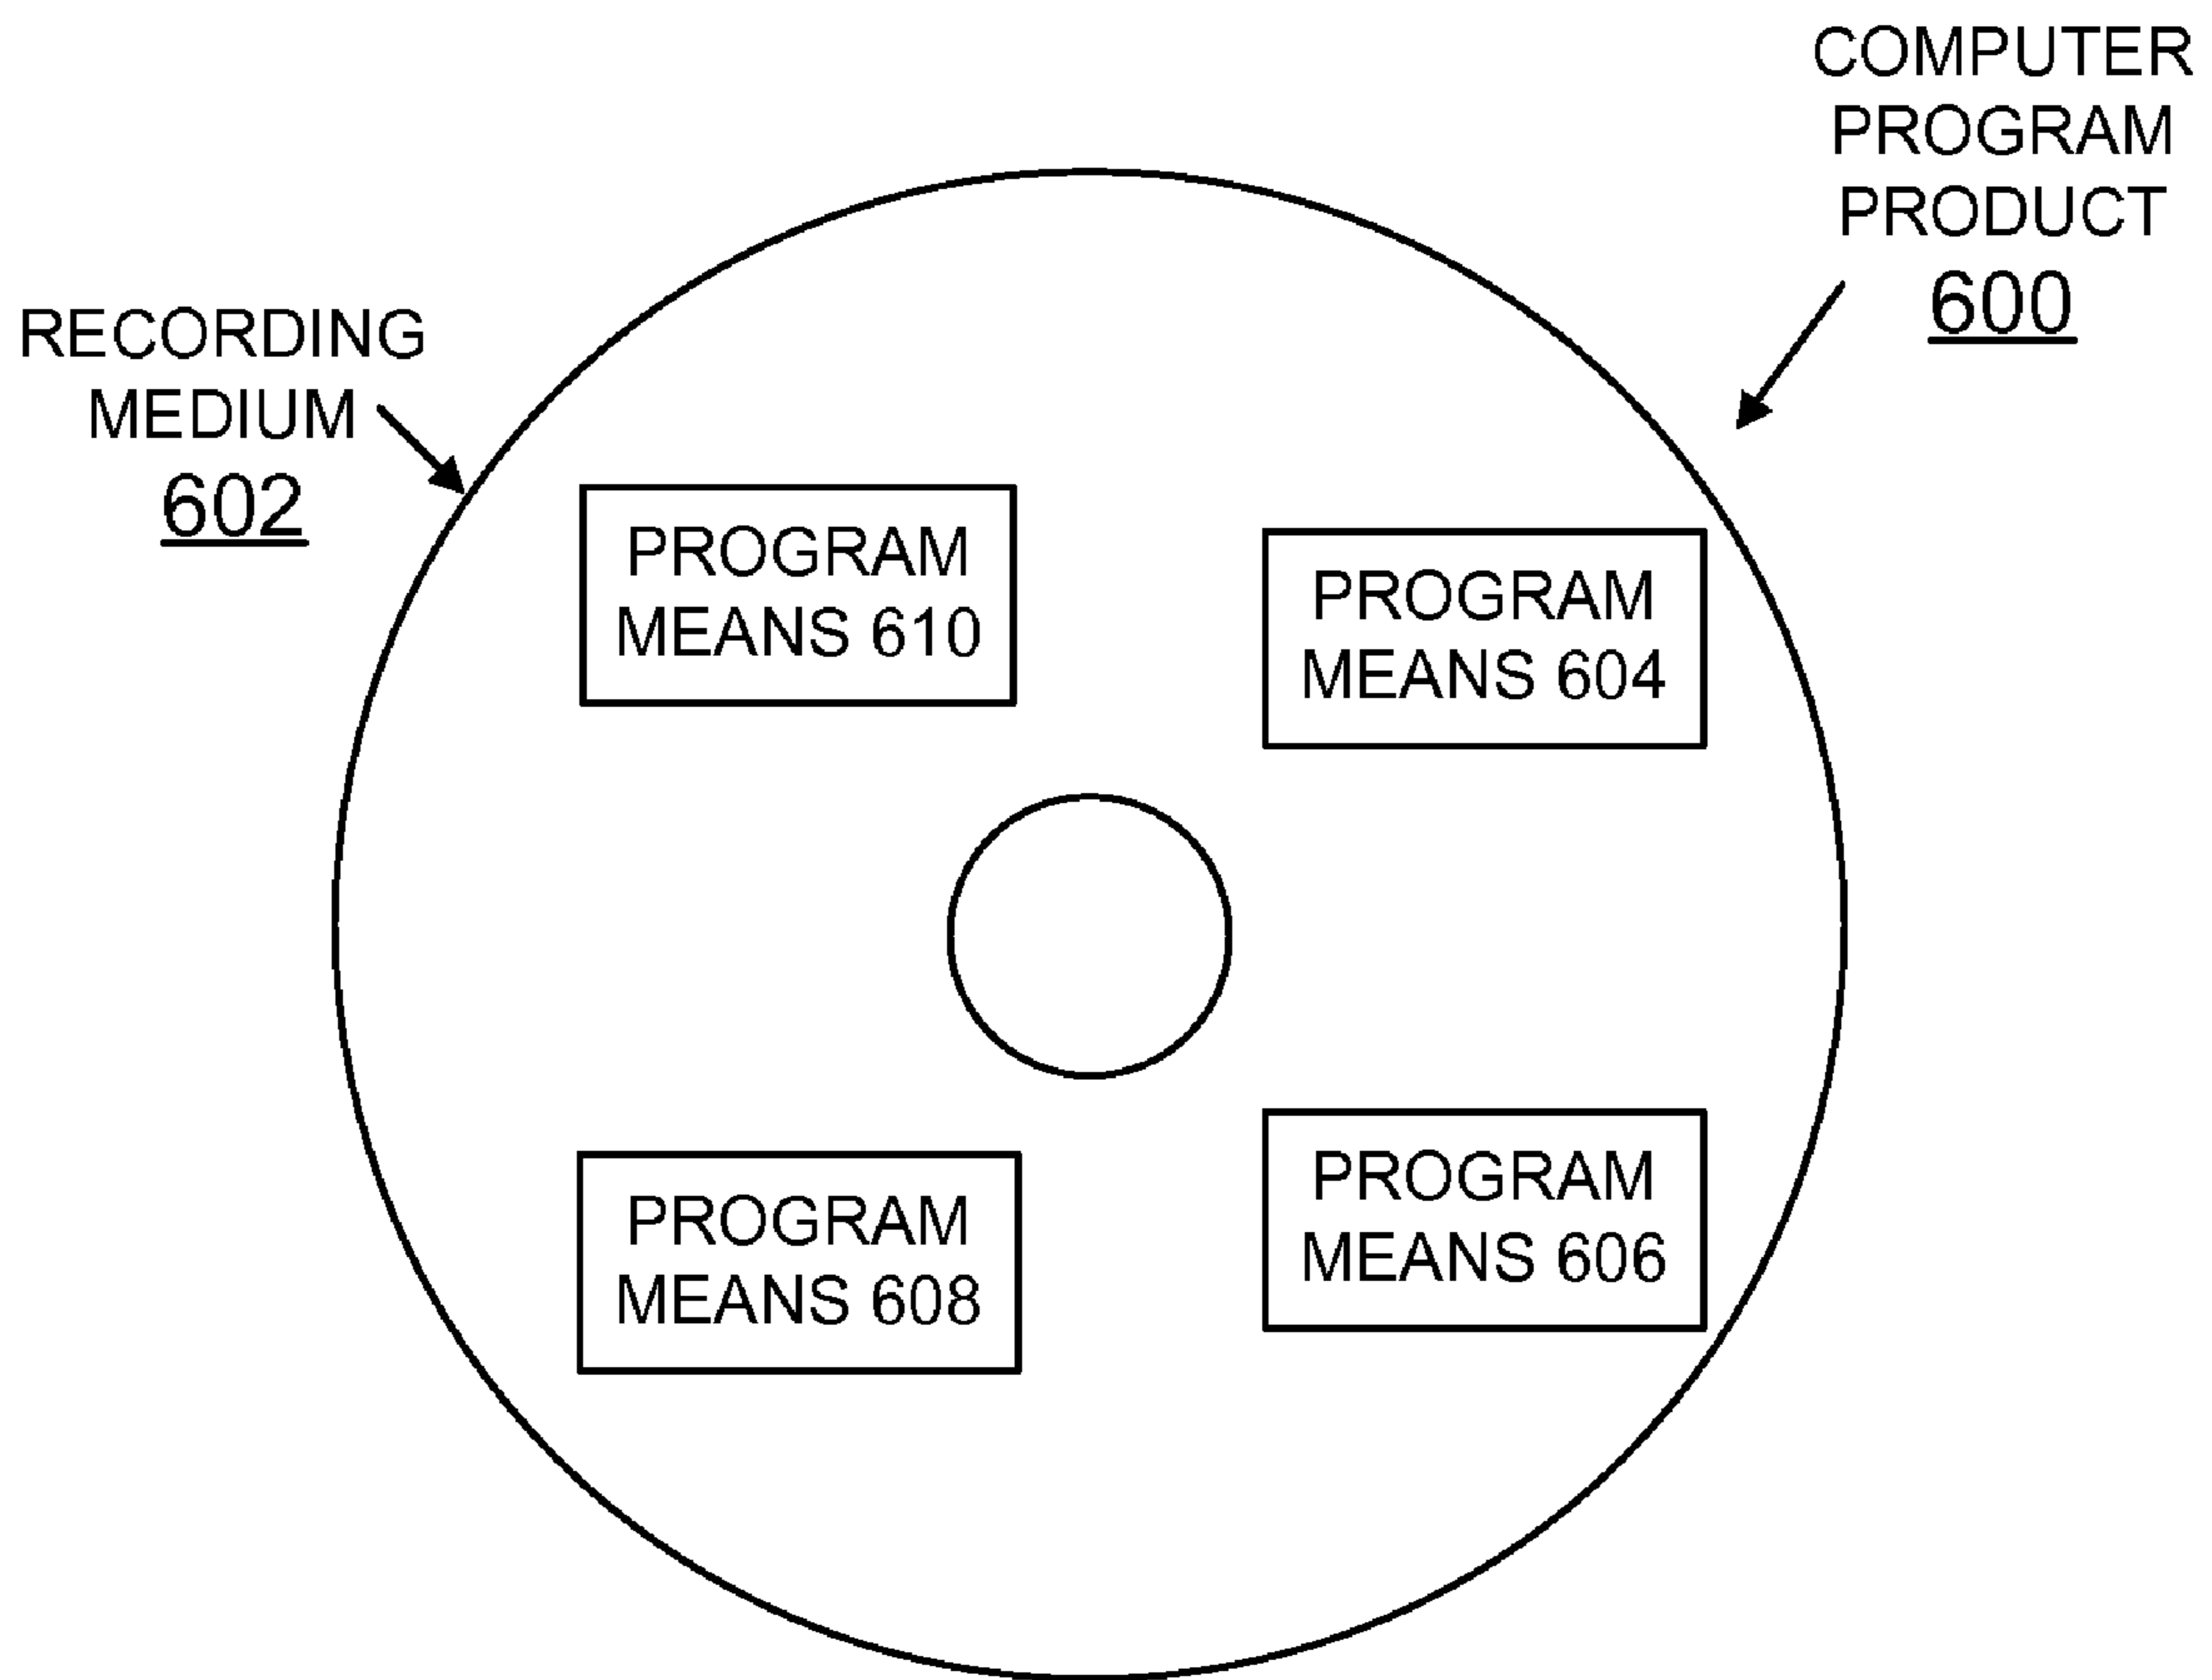 COMPUTER
PROGRAM
PRODUCT
600
RECORDING
MEDIUM
602
PROGRAM
MEANS 610
PROGRAM
MEANS 604
PROGRAM
MEANS 608
PROGRAM
MEANS 606